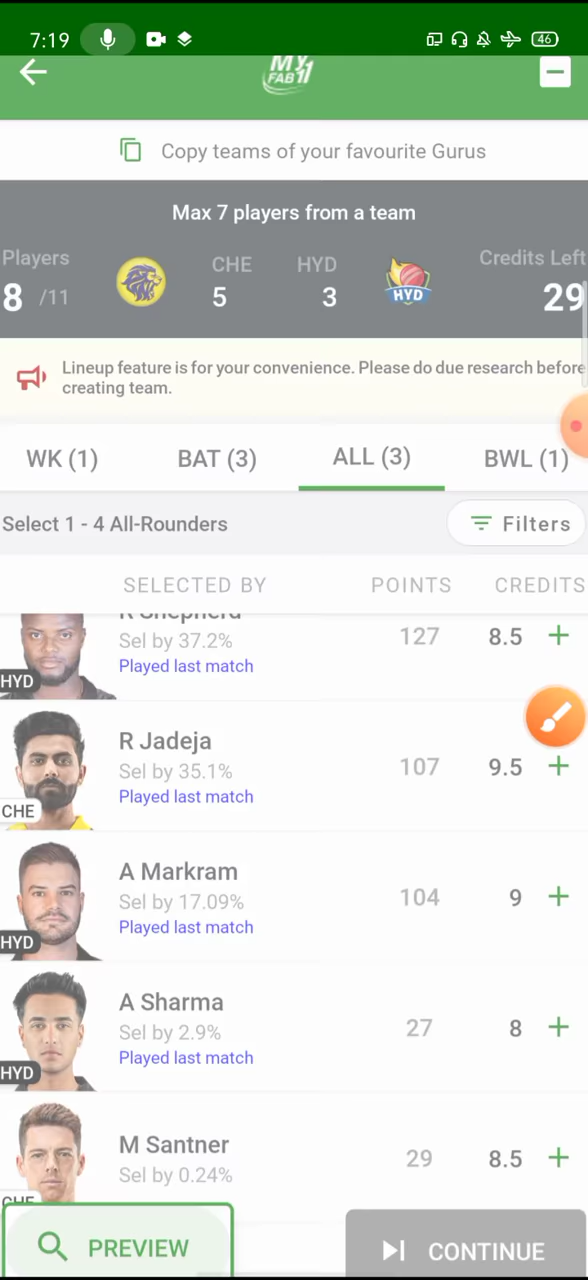 7:19
46
MY
FAB11
Copy teams of your favourite Gurus
Max 7 players from a team
Players
CHE
HYD
Credits Left
8 /11
5
3
29
HYD
Lineup feature is for your convenience. Please do due research before
creating team.
WK (1)
BAT (3)
ALL (3)
BWL (1)
Select 1 - 4 All-Rounders
Filters
SELECTED BY
POINTS
CREDITS
R Shepherd
Sel by 37.2%
127
8.5
+
Played last match
HYD
R Jadeja
Sel by 35.1%
107
9.5
+
Played last match
CHE
A Markram
Sel by 17.09%
104
9
+
Played last match
HYD
A Sharma
Sel by 2.9%
27
8
+
Played last match
HYD
M Santner
Sel by 0.24%
29
8.5
+
CHE
PREVIEW
CONTINUE